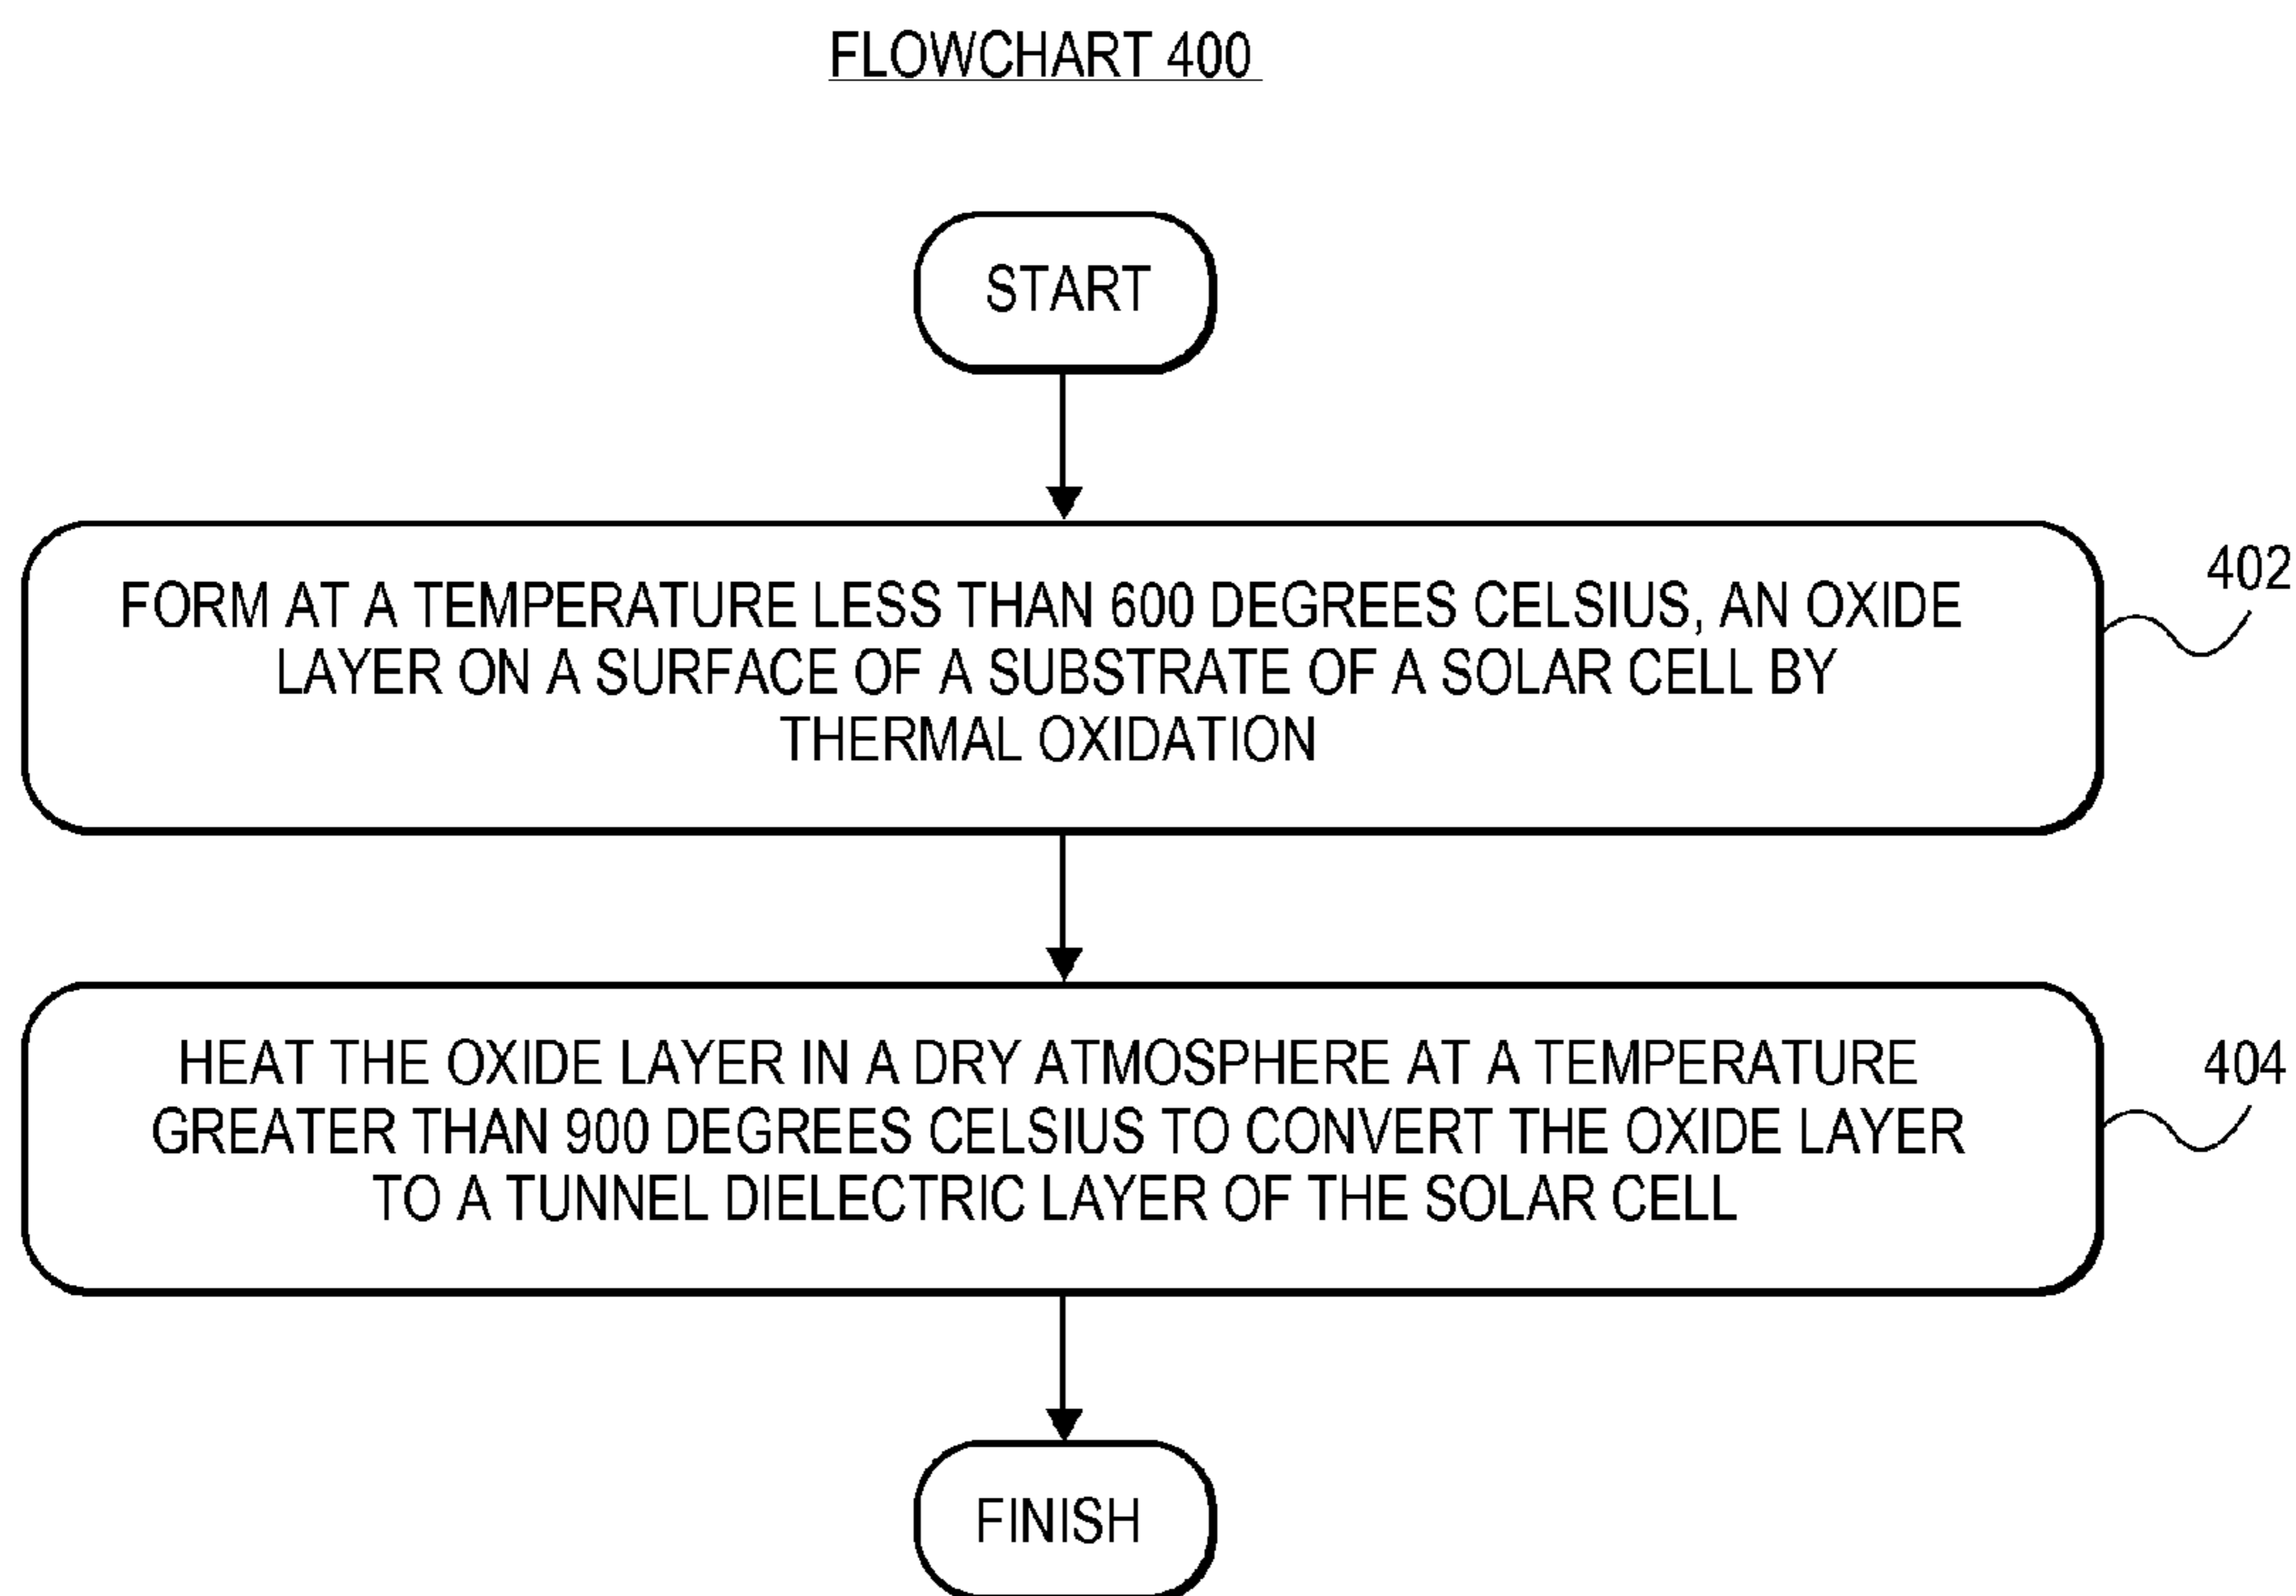 FLOWCHART 400
START
FORM AT A TEMPERATURE LESS THAN 600 DEGREES CELSIUS, AN OXIDE
LAYER ON A SURFACE OF A SUBSTRATE OF A SOLAR CELL BY
THERMAL OXIDATION
402
HEAT THE OXIDE LAYER IN A DRY ATMOSPHERE AT A TEMPERATURE
GREATER THAN 900 DEGREES CELSIUS TO CONVERT THE OXIDE LAYER
TO A TUNNEL DIELECTRIC LAYER OF THE SOLAR CELL
404
FINISH